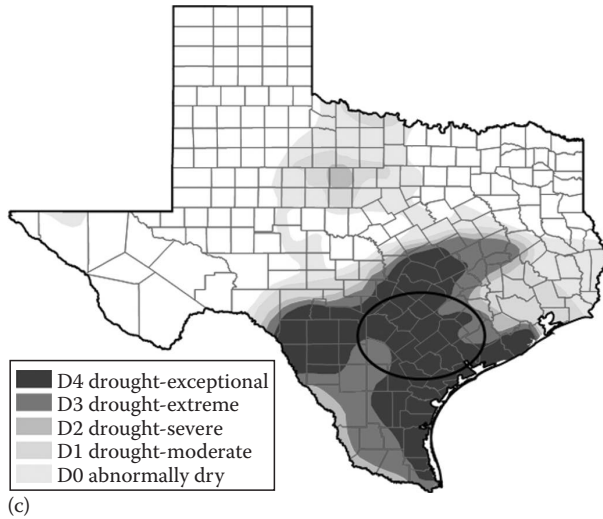 D4 drought-exceptional
D3 drought-extreme
D2 drought-severe
D1 drought-moderate
D0 abnormally dry
(c)